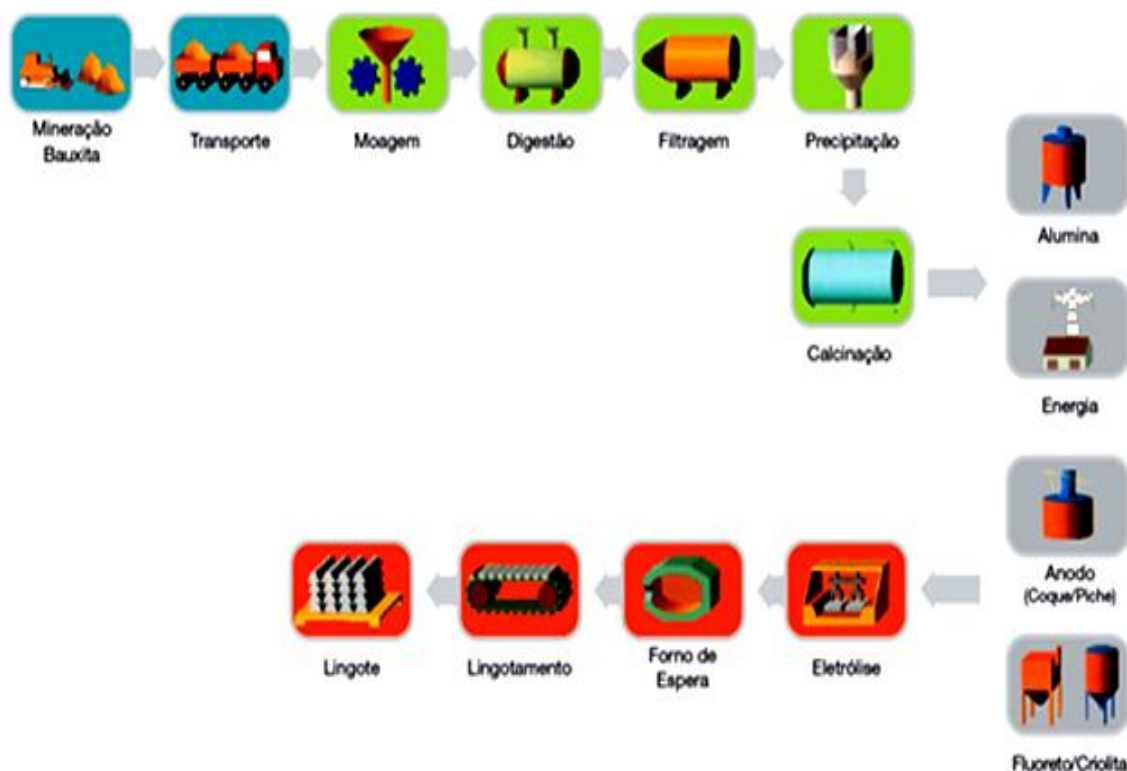 Mineração
Bauxita
Transporte
Moagem
Digestão
Filtragem
Precipitação
Alumina
Calcinação
Energia
Anodo
(Coque/Piche)
Lingote
Lingotamento
Forno de
Espera
Eletrólise
Fluoreto/Criolita